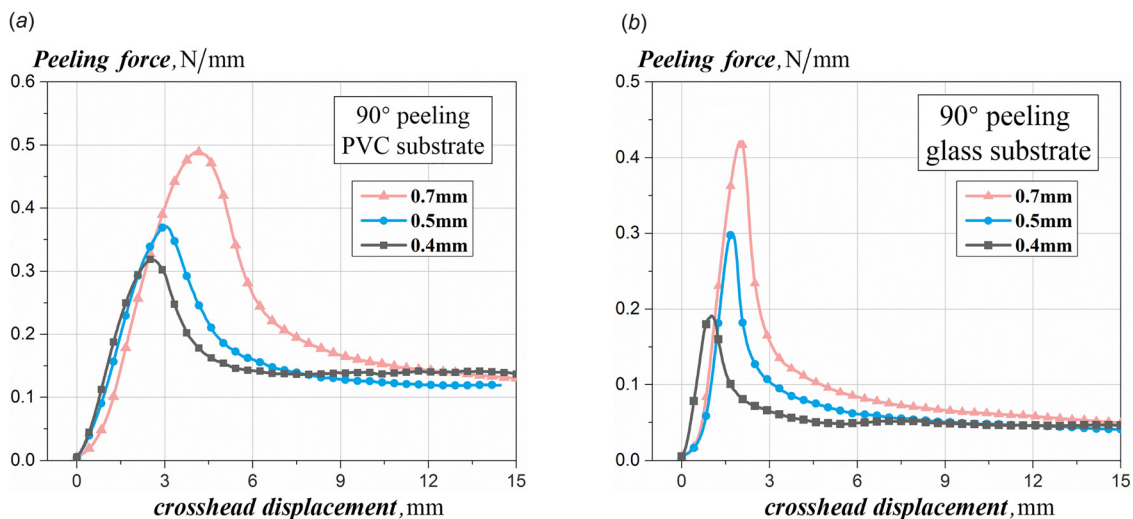 (a)
Peeling force, N/mm
0.6
0.5
0.4
0.3
0.2
0.1
0.0
90° peeling
PVC substrate
0.7mm
0.5mm
0.4mm
0 3 6 9 12 15
crosshead displacement, mm
(b)
Peeling force, N/mm
0.5
0.4
0.3
0.2
0.1
0.0
90° peeling
glass substrate
0.7mm
0.5mm
0.4mm
0 3 6 9 12 15
crosshead displacement, mm